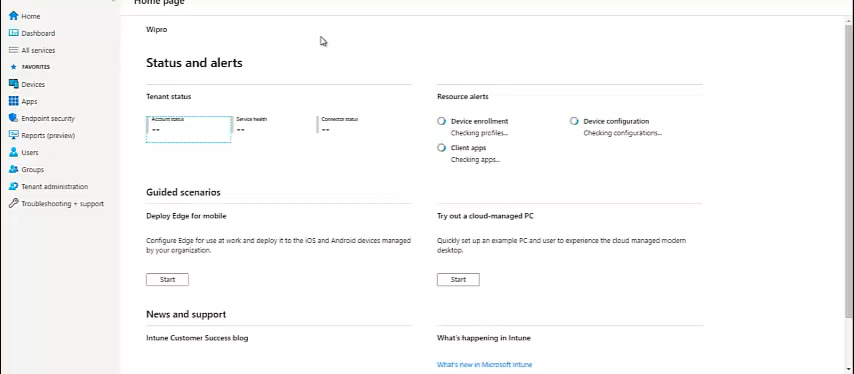 Home page
Home
Dashboard
All services
FAVORITES
Devices
Apps
Endpoint security
Reports (preview)
Users
Groups
Tenant administration
Troubleshooting + support
Wipro
Status and alerts
Tenant status
Account status
--
Service health
--
Connector status
--
Resource alerts
Device enrollment
Checking profiles...
Device configuration
Checking configurations...
Client apps
Checking apps...
Guided scenarios
Deploy Edge for mobile
Configure Edge for use at work and deploy it to the iOS and Android devices managed
by your organization.
Start
Try out a cloud-managed PC
Quickly set up an example PC and user to experience the cloud managed modern
desktop.
Start
News and support
Intune Customer Success blog
What's happening in Intune
What's new in Microsoft Intune